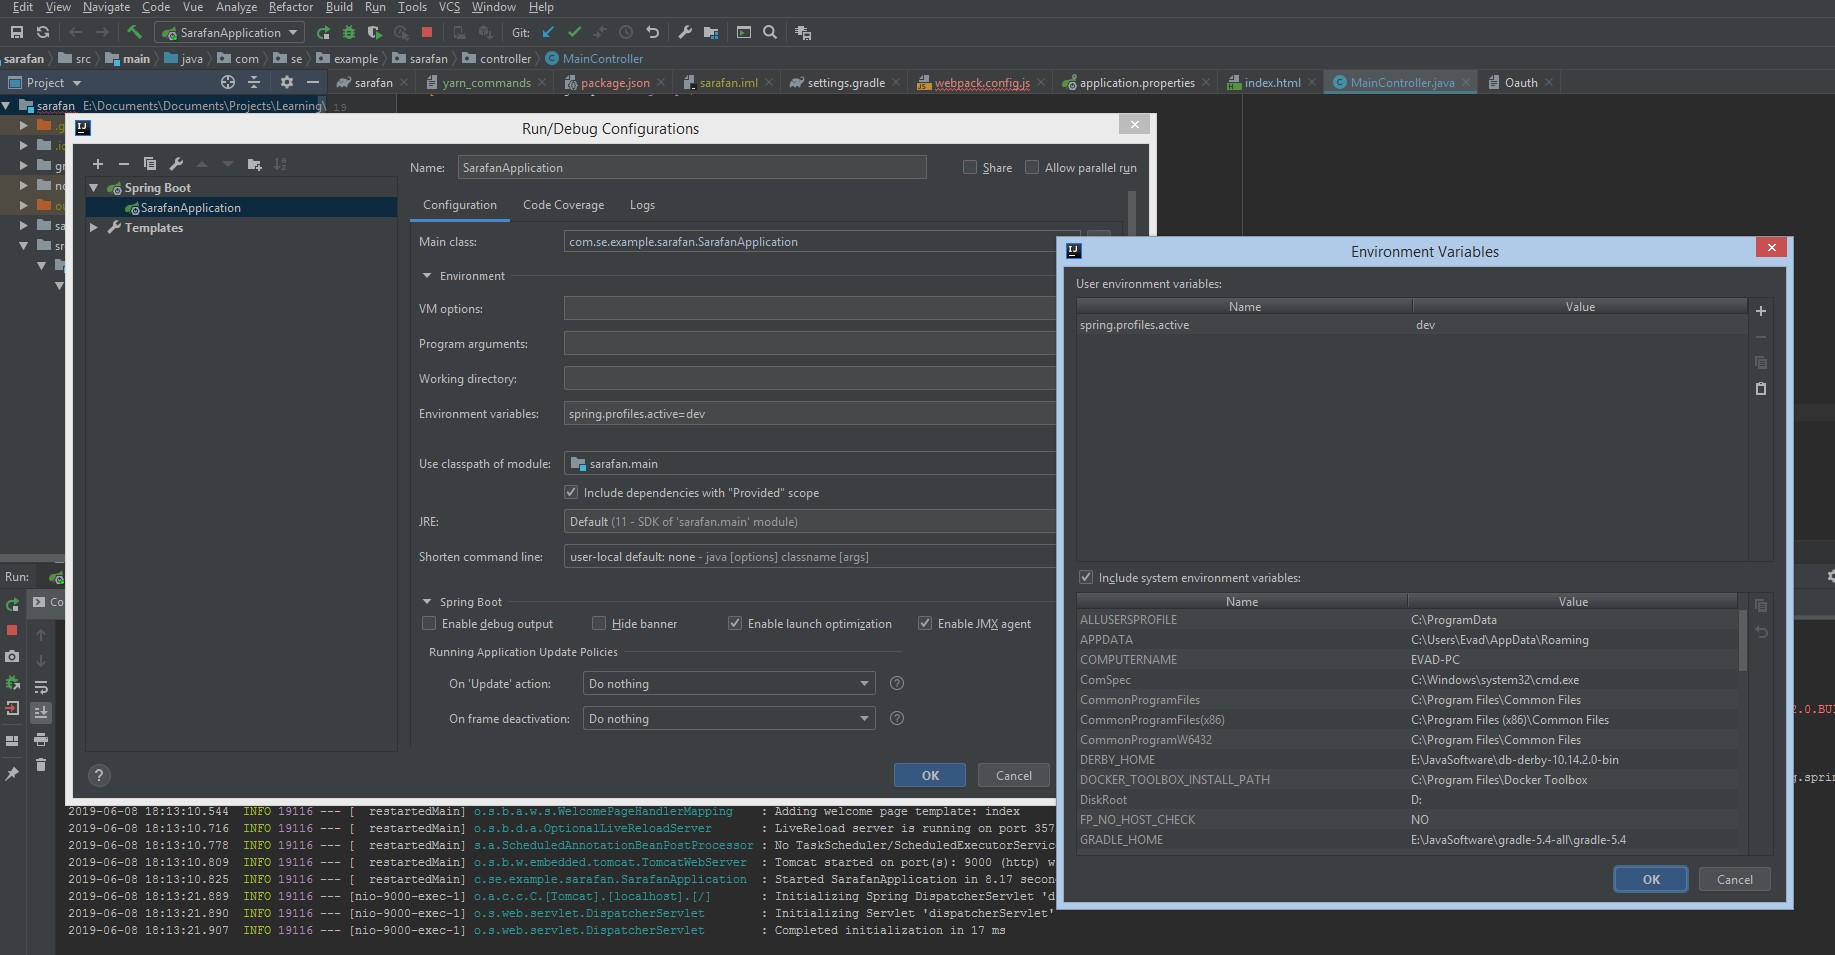 Edit View Navigate Code Vue Analyze Refactor Build Run Tools VCS Window Help
SarafanApplication Git:
sarafan src main java com se example sarafan controller MainController
Project sarafan yarn_commands package.json sarafan.iml settings.gradle webpack.config.js application.properties index.html MainController.java Oauth
sarafan E:\Documents\Documents\Projects\Learning\ 19
Run/Debug Configurations
Spring Boot
SarafanApplication
Templates
Name: SarafanApplication Share Allow parallel run
Configuration Code Coverage Logs
Main class: com.se.example.sarafan.SarafanApplication
Environment
VM options:
Program arguments:
Working directory:
Environment variables: spring.profiles.active=dev
Use classpath of module: sarafan.main
Include dependencies with "Provided" scope
JRE: Default (11 - SDK of 'sarafan.main' module)
Shorten command line: user-local default: none - java [options] classname [args]
Spring Boot
Enable debug output Hide banner Enable launch optimization Enable JMX agent
Running Application Update Policies
On 'Update' action: Do nothing
On frame deactivation: Do nothing
OK Cancel
Environment Variables
User environment variables:
Name Value
spring.profiles.active dev
Include system environment variables:
Name Value
ALLUSERSPROFILE C:\ProgramData
APPDATA C:\Users\Evad\AppData\Roaming
COMPUTERNAME EVAD-PC
ComSpec C:\Windows\system32\cmd.exe
CommonProgramFiles C:\Program Files\Common Files
CommonProgramFiles(x86) C:\Program Files (x86)\Common Files
CommonProgramW6432 C:\Program Files\Common Files
DERBY_HOME E:\JavaSoftware\db-derby-10.14.2.0-bin
DOCKER_TOOLBOX_INSTALL_PATH C:\Program Files\Docker Toolbox
DiskRoot D:
FP_NO_HOST_CHECK NO
GRADLE_HOME E:\JavaSoftware\gradle-5.4-all\gradle-5.4
OK Cancel
Run:
Co
2.0.BUI
g.sprin
2019-06-08 18:13:10.544 INFO 19116 --- [ restartedMain] o.s.b.a.w.s.WelcomePageHandlerMapping : Adding welcome page template: index
2019-06-08 18:13:10.716 INFO 19116 --- [ restartedMain] o.s.b.d.a.OptionalLiveReloadServer : LiveReload server is running on port 357
2019-06-08 18:13:10.778 INFO 19116 --- [ restartedMain] s.a.ScheduledAnnotationBeanPostProcessor : No TaskScheduler/ScheduledExecutorServic
2019-06-08 18:13:10.809 INFO 19116 --- [ restartedMain] o.s.b.w.embedded.tomcat.TomcatWebServer : Tomcat started on port(s): 9000 (http) w
2019-06-08 18:13:10.825 INFO 19116 --- [ restartedMain] c.se.example.sarafan.SarafanApplication : Started SarafanApplication in 8.17 secon
2019-06-08 18:13:21.889 INFO 19116 --- [nio-9000-exec-1] o.a.c.c.C.[Tomcat].[localhost].[/] : Initializing Spring DispatcherServlet 'd
2019-06-08 18:13:21.890 INFO 19116 --- [nio-9000-exec-1] o.s.web.servlet.DispatcherServlet : Initializing Servlet 'dispatcherServlet'
2019-06-08 18:13:21.907 INFO 19116 --- [nio-9000-exec-1] o.s.web.servlet.DispatcherServlet : Completed initialization in 17 ms